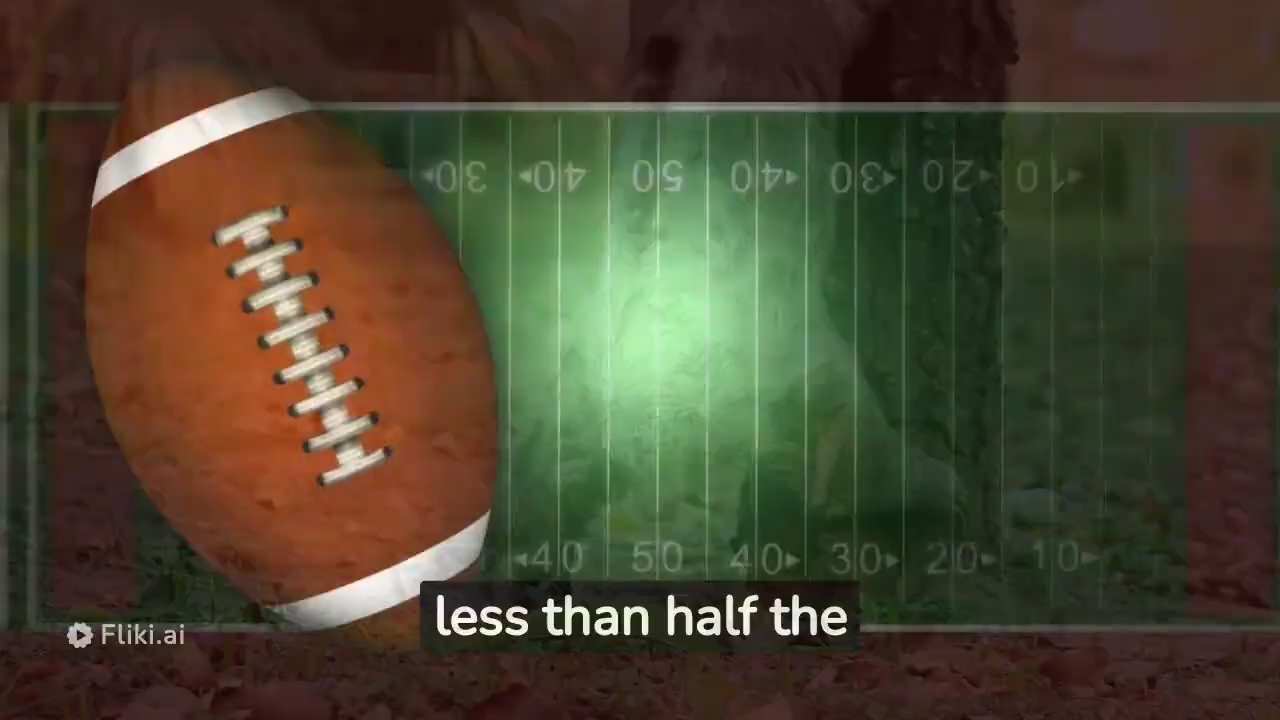 ◂30 ◂40 50 40▸ 30▸ 20▸ 10▸
◂40 50 40▸ 30▸ 20▸ 10▸
less than half the
Fliki.ai